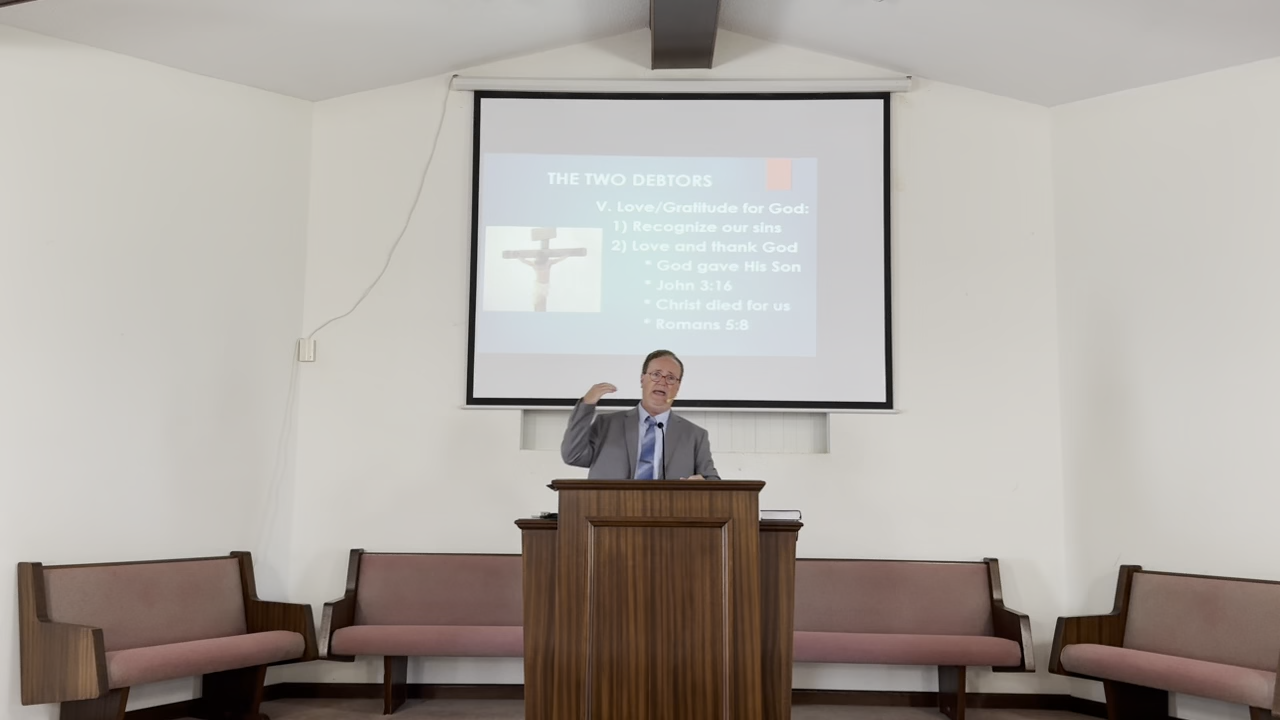 THE TWO DEBTORS
V. Love/Gratitude for God:
1) Recognize our sins
2) Love and thank God
* God gave His Son
* John 3:16
* Christ died for us
* Romans 5:8